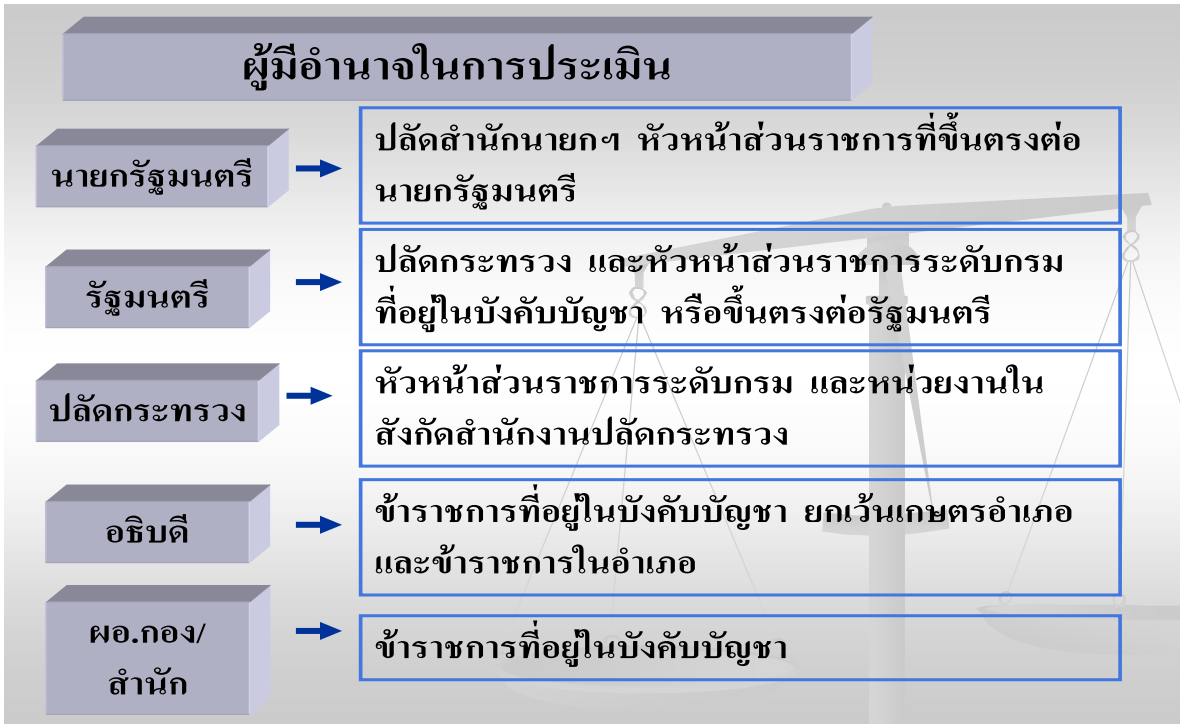 ผู้มีอำนาจในการประเมิน
นายกรัฐมนตรี
ปลัดสำนักนายกฯ หัวหน้าส่วนราชการที่ขึ้นตรงต่อ
นายกรัฐมนตรี
รัฐมนตรี
ปลัดกระทรวง และหัวหน้าส่วนราชการระดับกรม
ที่อยู่ในบังคับบัญชา หรือขึ้นตรงต่อรัฐมนตรี
ปลัดกระทรวง
หัวหน้าส่วนราชการระดับกรม และหน่วยงานใน
สังกัดสำนักงานปลัดกระทรวง
อธิบดี
ข้าราชการที่อยู่ในบังคับบัญชา ยกเว้นเกษตรอำเภอ
และข้าราชการในอำเภอ
ผอ.กอง/
สำนัก
ข้าราชการที่อยู่ในบังคับบัญชา